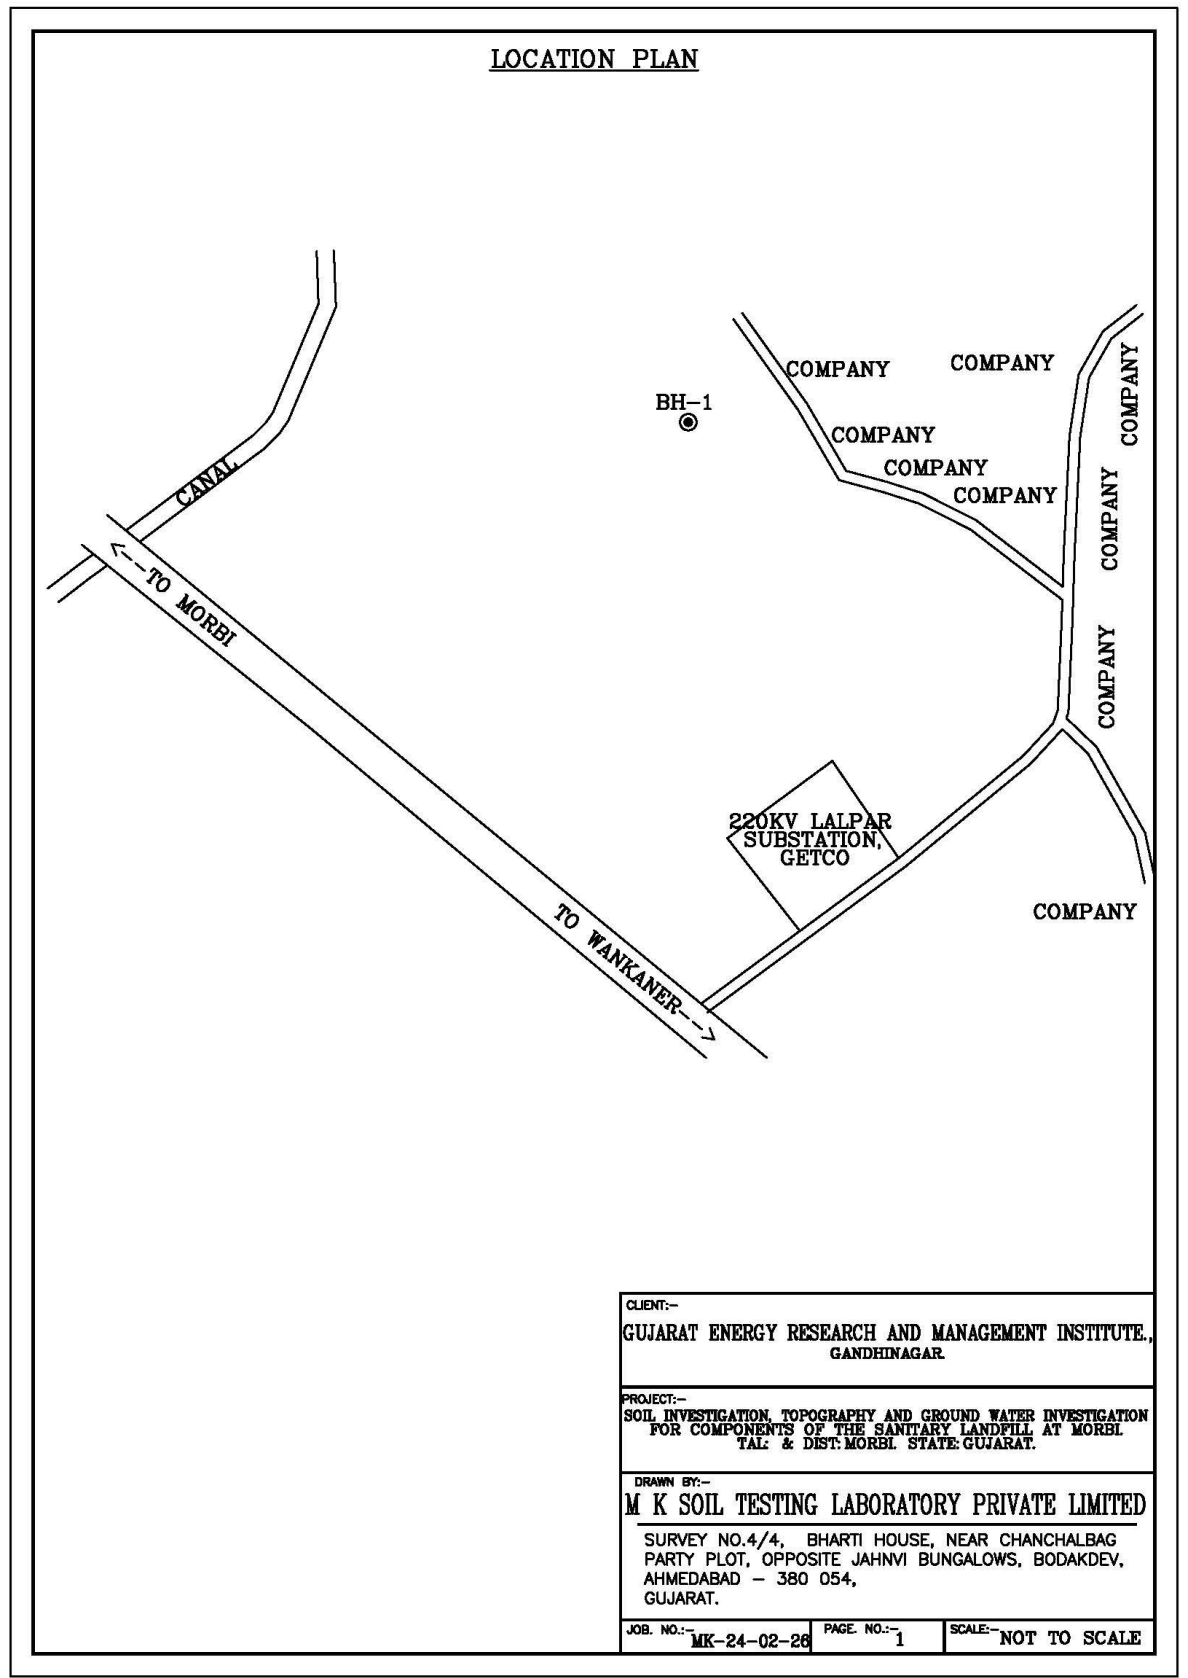 LOCATION PLAN
COMPANY
COMPANY
COMPANY
BH-1
COMPANY
COMPANY
COMPANY
CANAL
COMPANY
<--TO MORBI
COMPANY
220KV LALPAR
SUBSTATION,
GETCO
TO WANKANER-->
COMPANY
CLIENT:-
GUJARAT ENERGY RESEARCH AND MANAGEMENT INSTITUTE.,
GANDHINAGAR.
PROJECT:-
SOIL INVESTIGATION, TOPOGRAPHY AND GROUND WATER INVESTIGATION
FOR COMPONENTS OF THE SANITARY LANDFILL AT MORBI.
TAL: & DIST: MORBI. STATE: GUJARAT.
DRAWN BY:-
M K SOIL TESTING LABORATORY PRIVATE LIMITED
SURVEY NO.4/4, BHARTI HOUSE, NEAR CHANCHALBAG
PARTY PLOT, OPPOSITE JAHNVI BUNGALOWS, BODAKDEV,
AHMEDABAD - 380 054,
GUJARAT.
JOB. NO.:- MK-24-02-26
PAGE. NO.:- 1
SCALE:- NOT TO SCALE